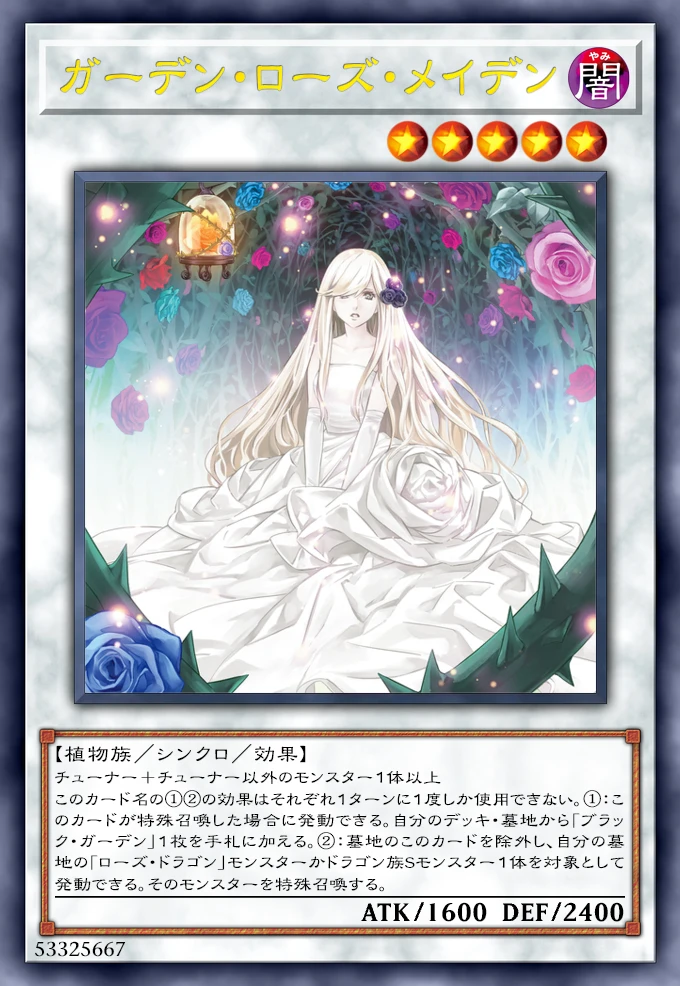 ガーデン・ローズ・メイデン
やみ
闇
【植物族／シンクロ／効果】
チューナー＋チューナー以外のモンスター１体以上
このカード名の①②の効果はそれぞれ１ターンに１度しか使用できない。①：こ
のカードが特殊召喚した場合に発動できる。自分のデッキ・墓地から「ブラッ
ク・ガーデン」１枚を手札に加える。②：墓地のこのカードを除外し、自分の墓
地の「ローズ・ドラゴン」モンスターかドラゴン族Sモンスター１体を対象として
発動できる。そのモンスターを特殊召喚する。
ATK/1600 DEF/2400
53325667